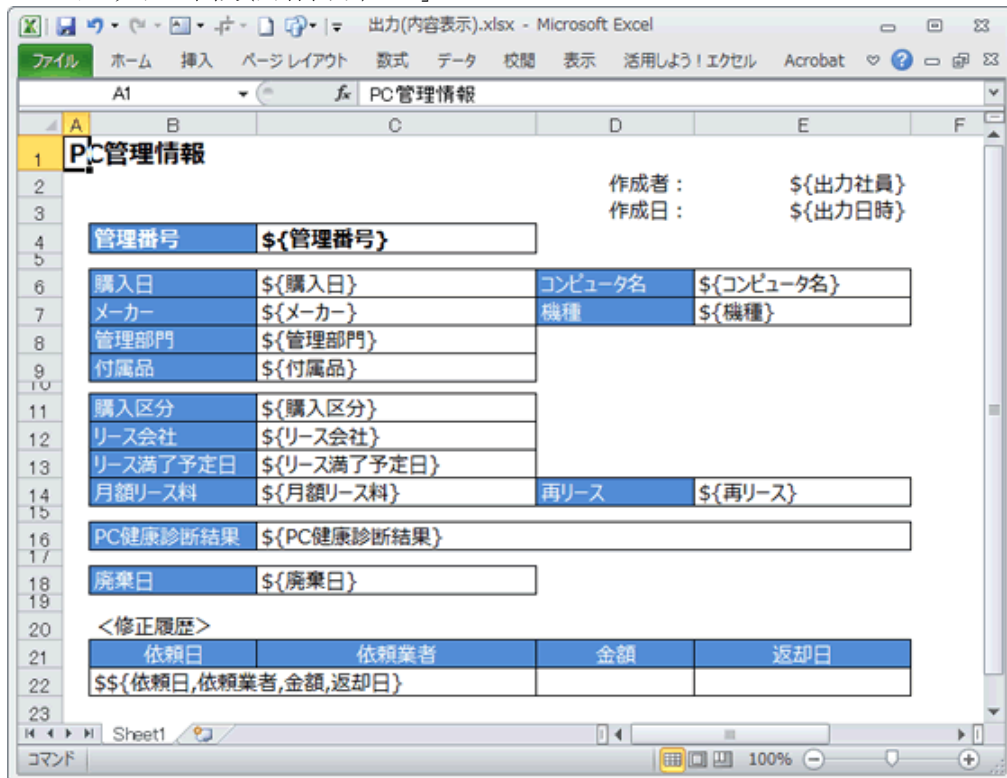 出力(内容表示).xlsx - Microsoft Excel
ファイル ホーム 挿入 ページ レイアウト 数式 データ 校閲 表示 活用しよう！エクセル Acrobat
A1 fx PC管理情報
A B C D E F
1 PC管理情報
2 作成者： ${出力社員}
3 作成日： ${出力日時}
4 管理番号 ${管理番号}
5
6 購入日 ${購入日} コンピュータ名 ${コンピュータ名}
7 メーカー ${メーカー} 機種 ${機種}
8 管理部門 ${管理部門}
9 付属品 ${付属品}
10
11 購入区分 ${購入区分}
12 リース会社 ${リース会社}
13 リース満了予定日 ${リース満了予定日}
14 月額リース料 ${月額リース料} 再リース ${再リース}
15
16 PC健康診断結果 ${PC健康診断結果}
17
18 廃棄日 ${廃棄日}
19
20 ＜修正履歴＞
21 依頼日 依頼業者 金額 返却日
22 $${依頼日,依頼業者,金額,返却日}
23
Sheet1
コマンド 100%